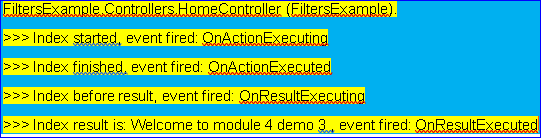 FiltersExample.Controllers.HomeController (FiltersExample)
>>> Index started, event fired: OnActionExecuting
>>> Index finished, event fired: OnActionExecuted
>>> Index before result, event fired: OnResultExecuting
>>> Index result is: Welcome to module 4 demo 3., event fired: OnResultExecuted